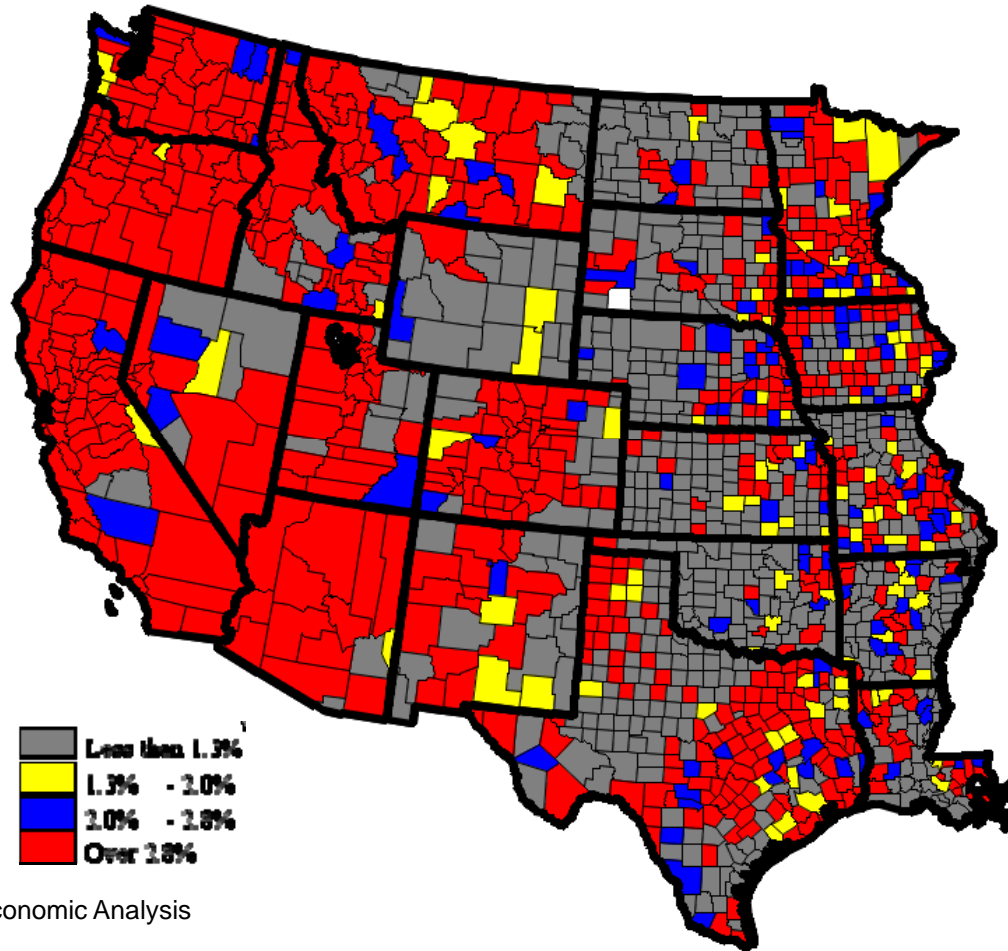 Less than 1.3%
1.3% - 2.0%
2.0% - 2.8%
Over 2.8%
conomic Analysis